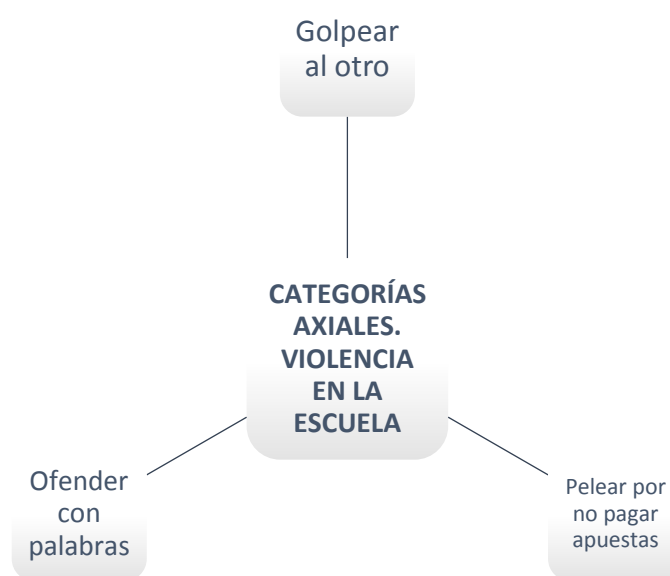 Golpear
al otro
CATEGORÍAS
AXIALES.
VIOLENCIA
EN LA
ESCUELA
Ofender
con
palabras
Pelear por
no pagar
apuestas